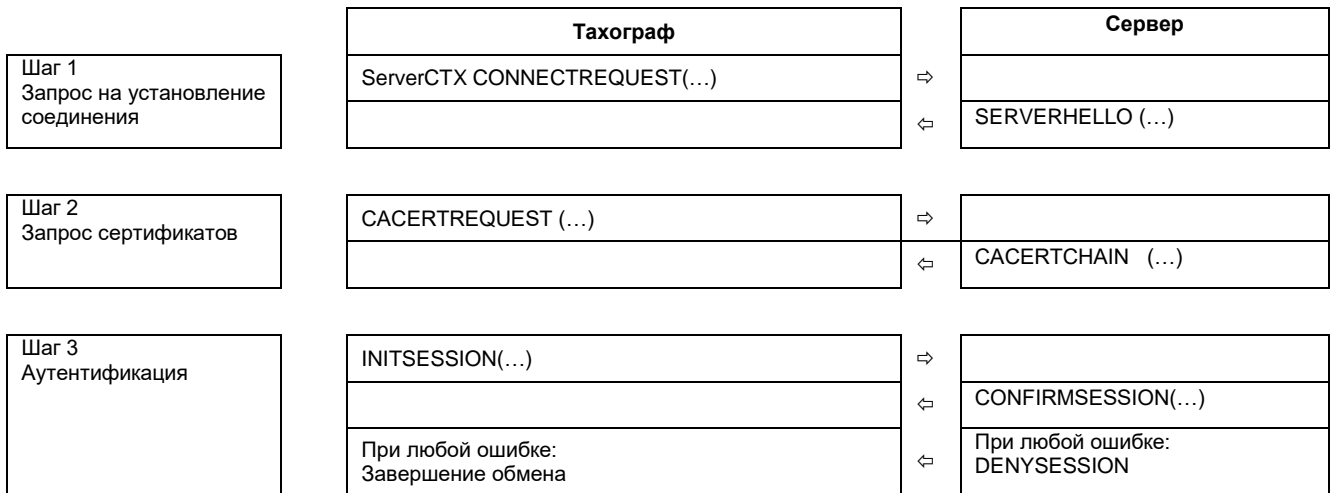 Тахограф
Сервер
Шаг 1
Запрос на установление
соединения
ServerCTX CONNECTREQUEST(…)
⇨
⇦
SERVERHELLO (…)
Шаг 2
Запрос сертификатов
CACERTREQUEST (…)
⇨
⇦
CACERTCHAIN (…)
Шаг 3
Аутентификация
INITSESSION(…)
⇨
⇦
CONFIRMSESSION(…)
При любой ошибке:
Завершение обмена
⇦
При любой ошибке:
DENYSESSION